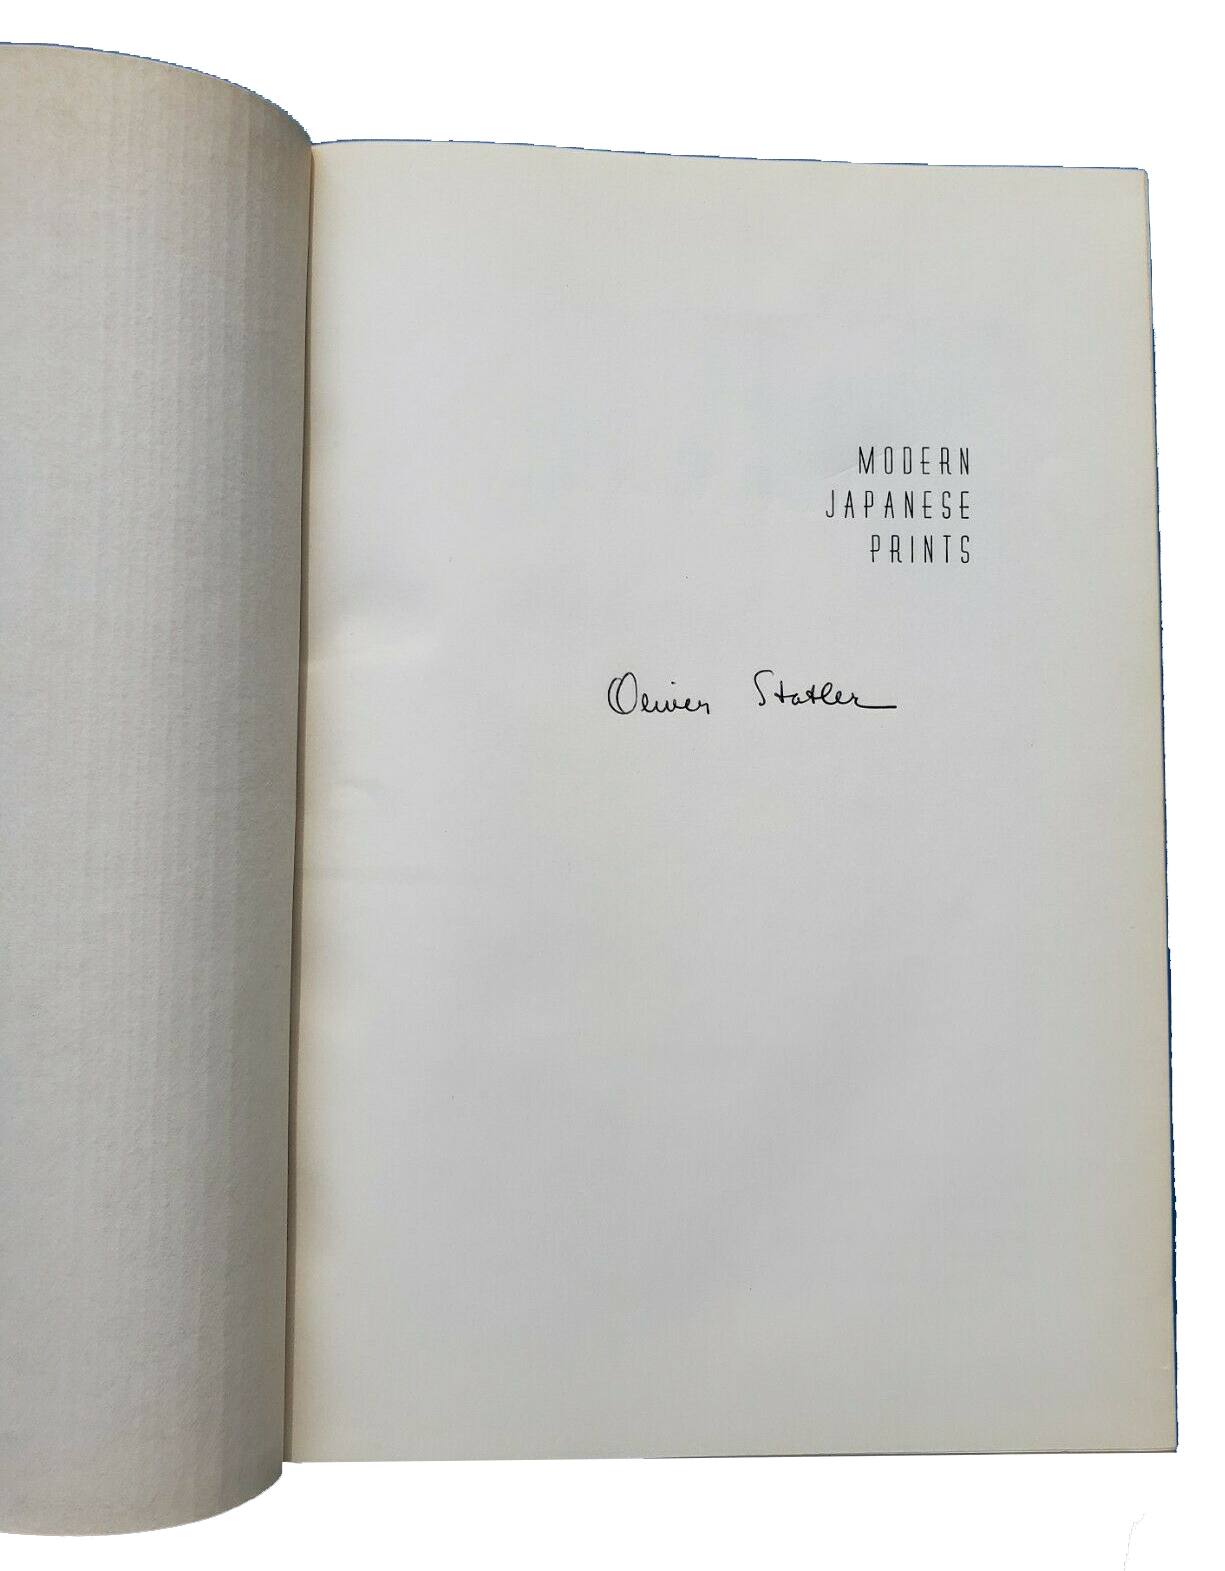 MODERN
JAPANESE
PRINTS
Oliver Statler